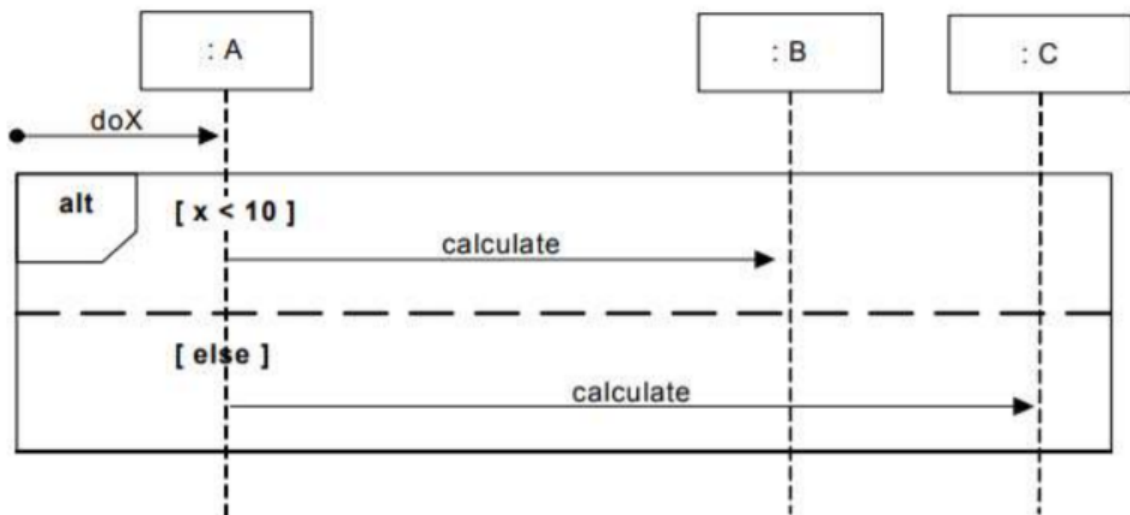 : A
: B
: C
doX
alt
[ x < 10 ]
calculate
[ else ]
calculate